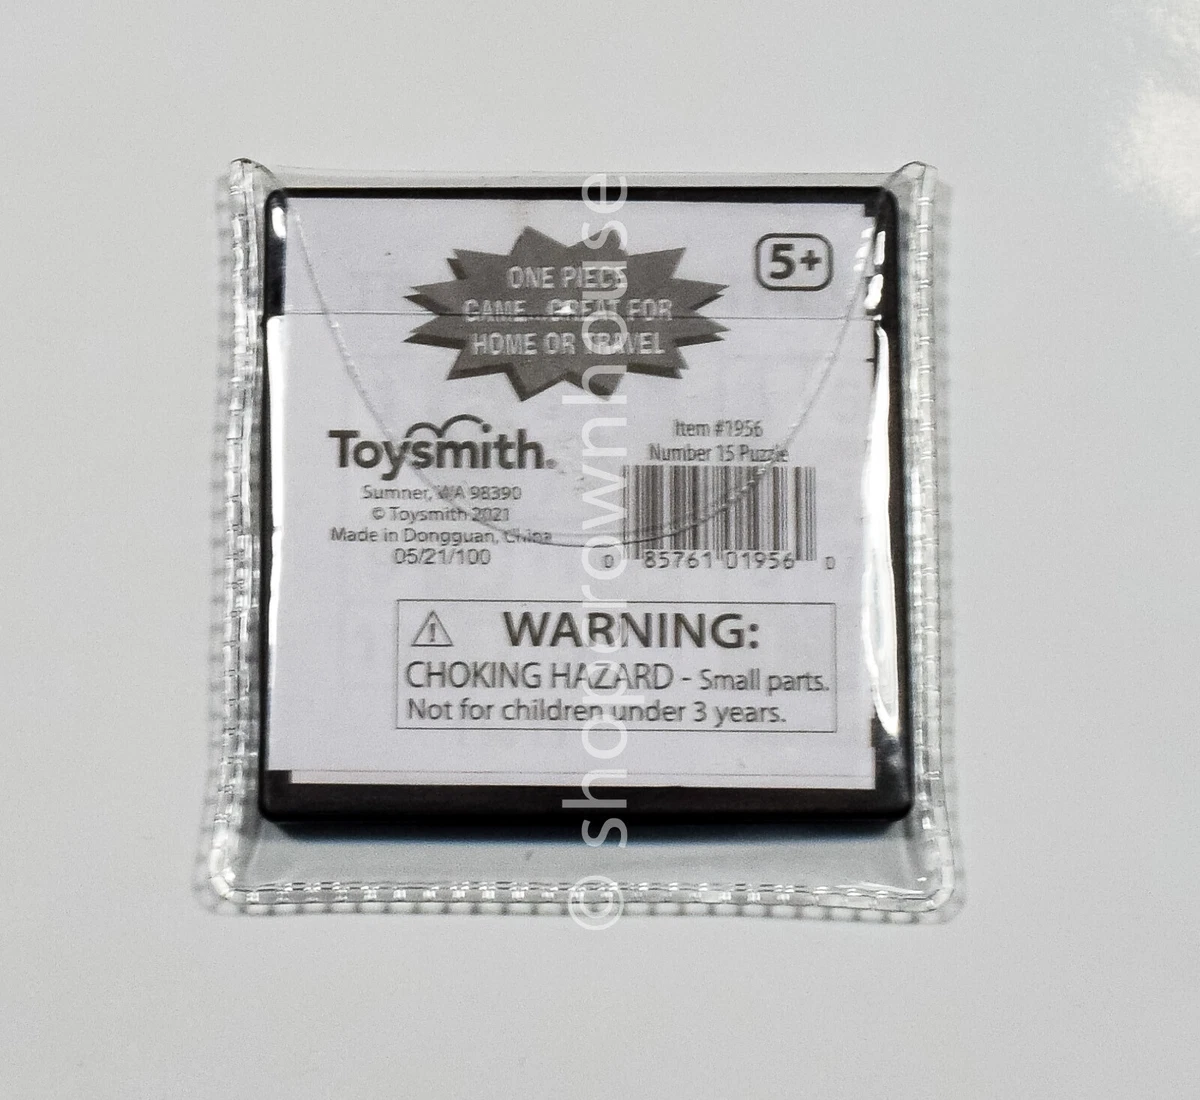 ONE PIECE
GAME...GREAT FOR
HOME OR TRAVEL
5+
Toysmith®
Sumner, WA 98390
© Toysmith 2021
Made in Dongguan, China
05/21/100
Item #1956
Number 15 Puzzle
0 85761 01956 0
⚠ WARNING:
CHOKING HAZARD - Small parts.
Not for children under 3 years.
© shopcrownhouse